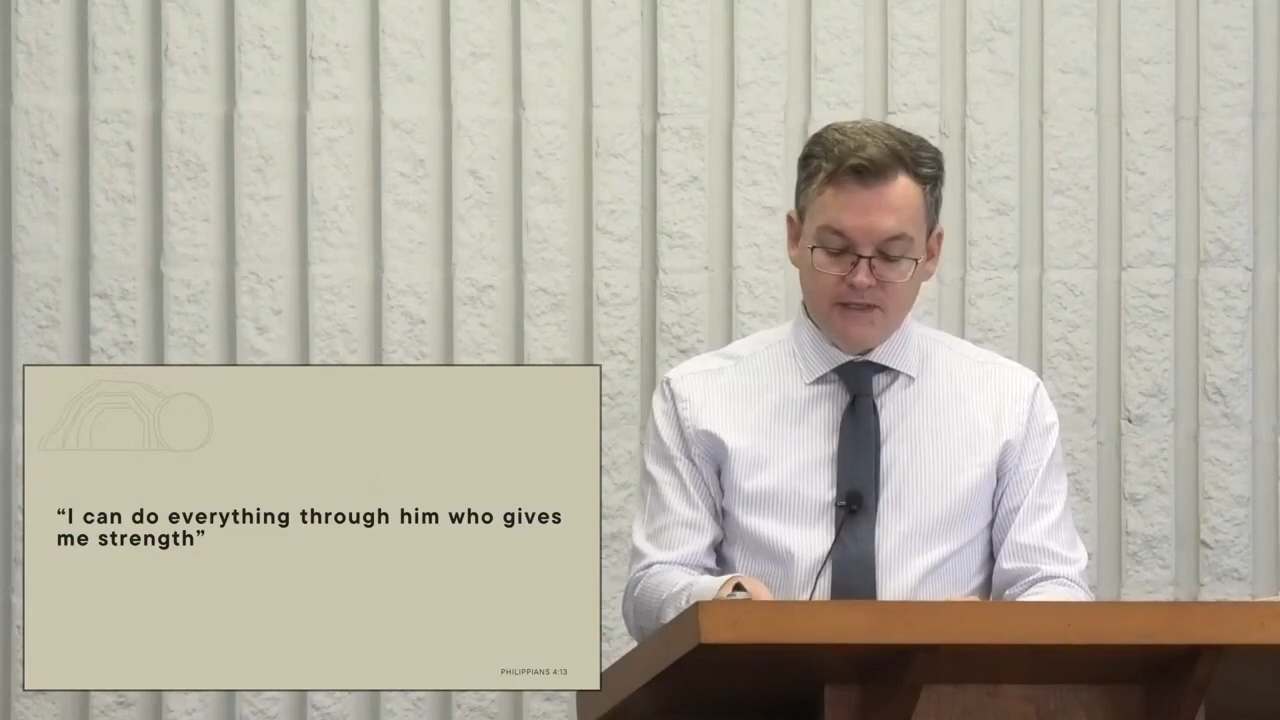 “I can do everything through him who gives
me strength”
PHILIPPIANS 4:13